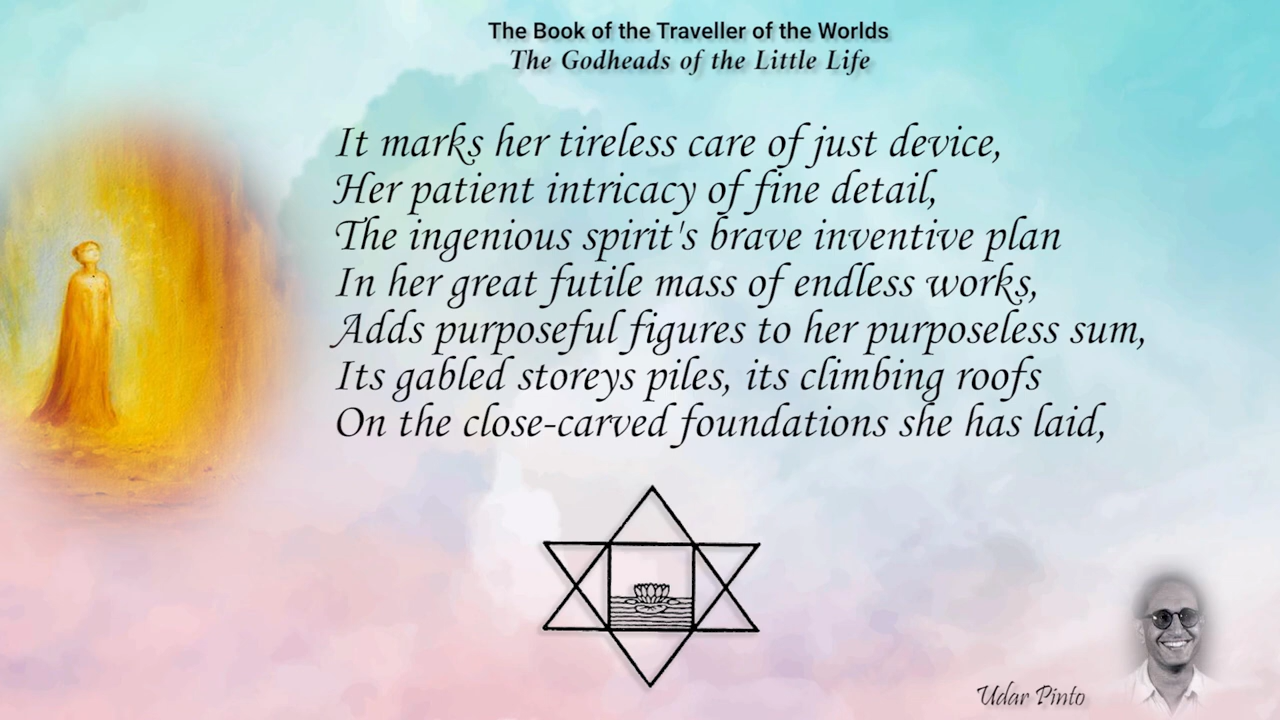 The Book of the Traveller of the Worlds
The Godheads of the Little Life
It marks her tireless care of just device,
Her patient intricacy of fine detail,
The ingenious spirit's brave inventive plan
In her great futile mass of endless works,
Adds purposeful figures to her purposeless sum,
Its gabled storeys piles, its climbing roofs
On the close-carved foundations she has laid,
Udar Pinto